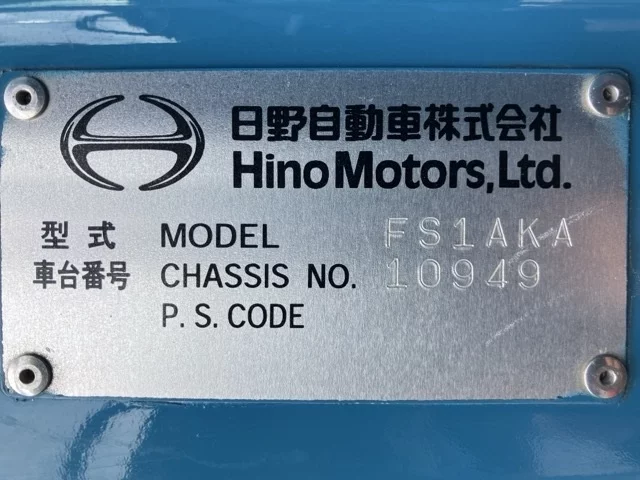 日野自動車株式会社
Hino Motors, Ltd.
型式 MODEL FS1AKA
車台番号 CHASSIS NO. 10949
P. S. CODE